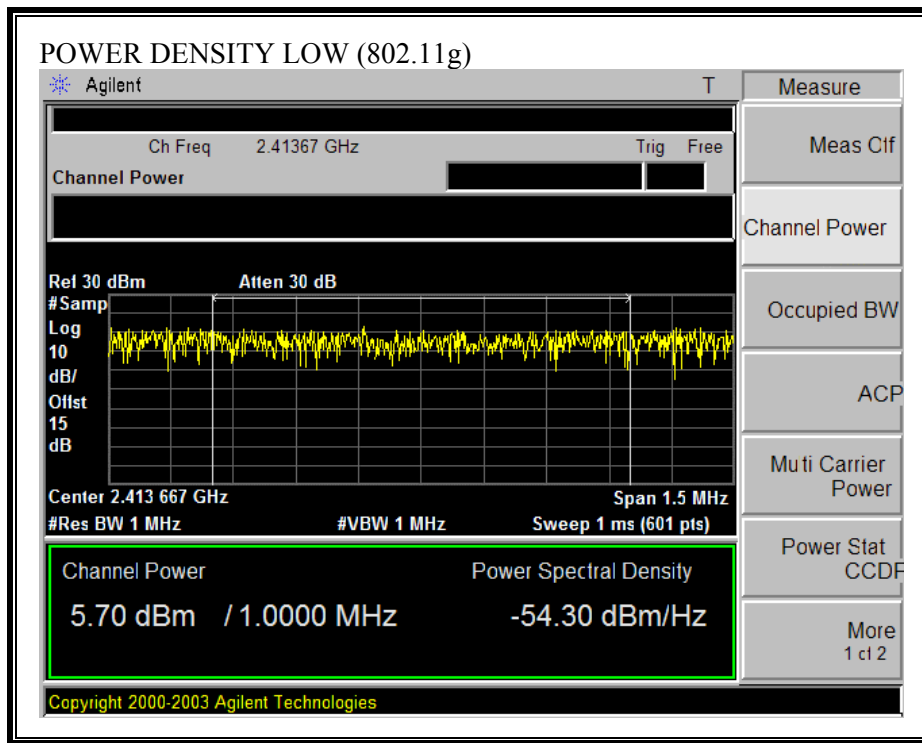 POWER DENSITY LOW (802.11g)
Agilent T
Measure
Ch Freq 2.41367 GHz Trig Free
Channel Power
Meas Off
Channel Power
Ref 30 dBm Atten 30 dB
#Samp
Log
10
dB/
Offst
15
dB
Occupied BW
ACP
Center 2.413 667 GHz Span 1.5 MHz
#Res BW 1 MHz #VBW 1 MHz Sweep 1 ms (601 pts)
Muti Carrier
Power
Channel Power Power Spectral Density
5.70 dBm / 1.0000 MHz -54.30 dBm/Hz
Power Stat
CCDF
More
1 of 2
Copyright 2000-2003 Agilent Technologies